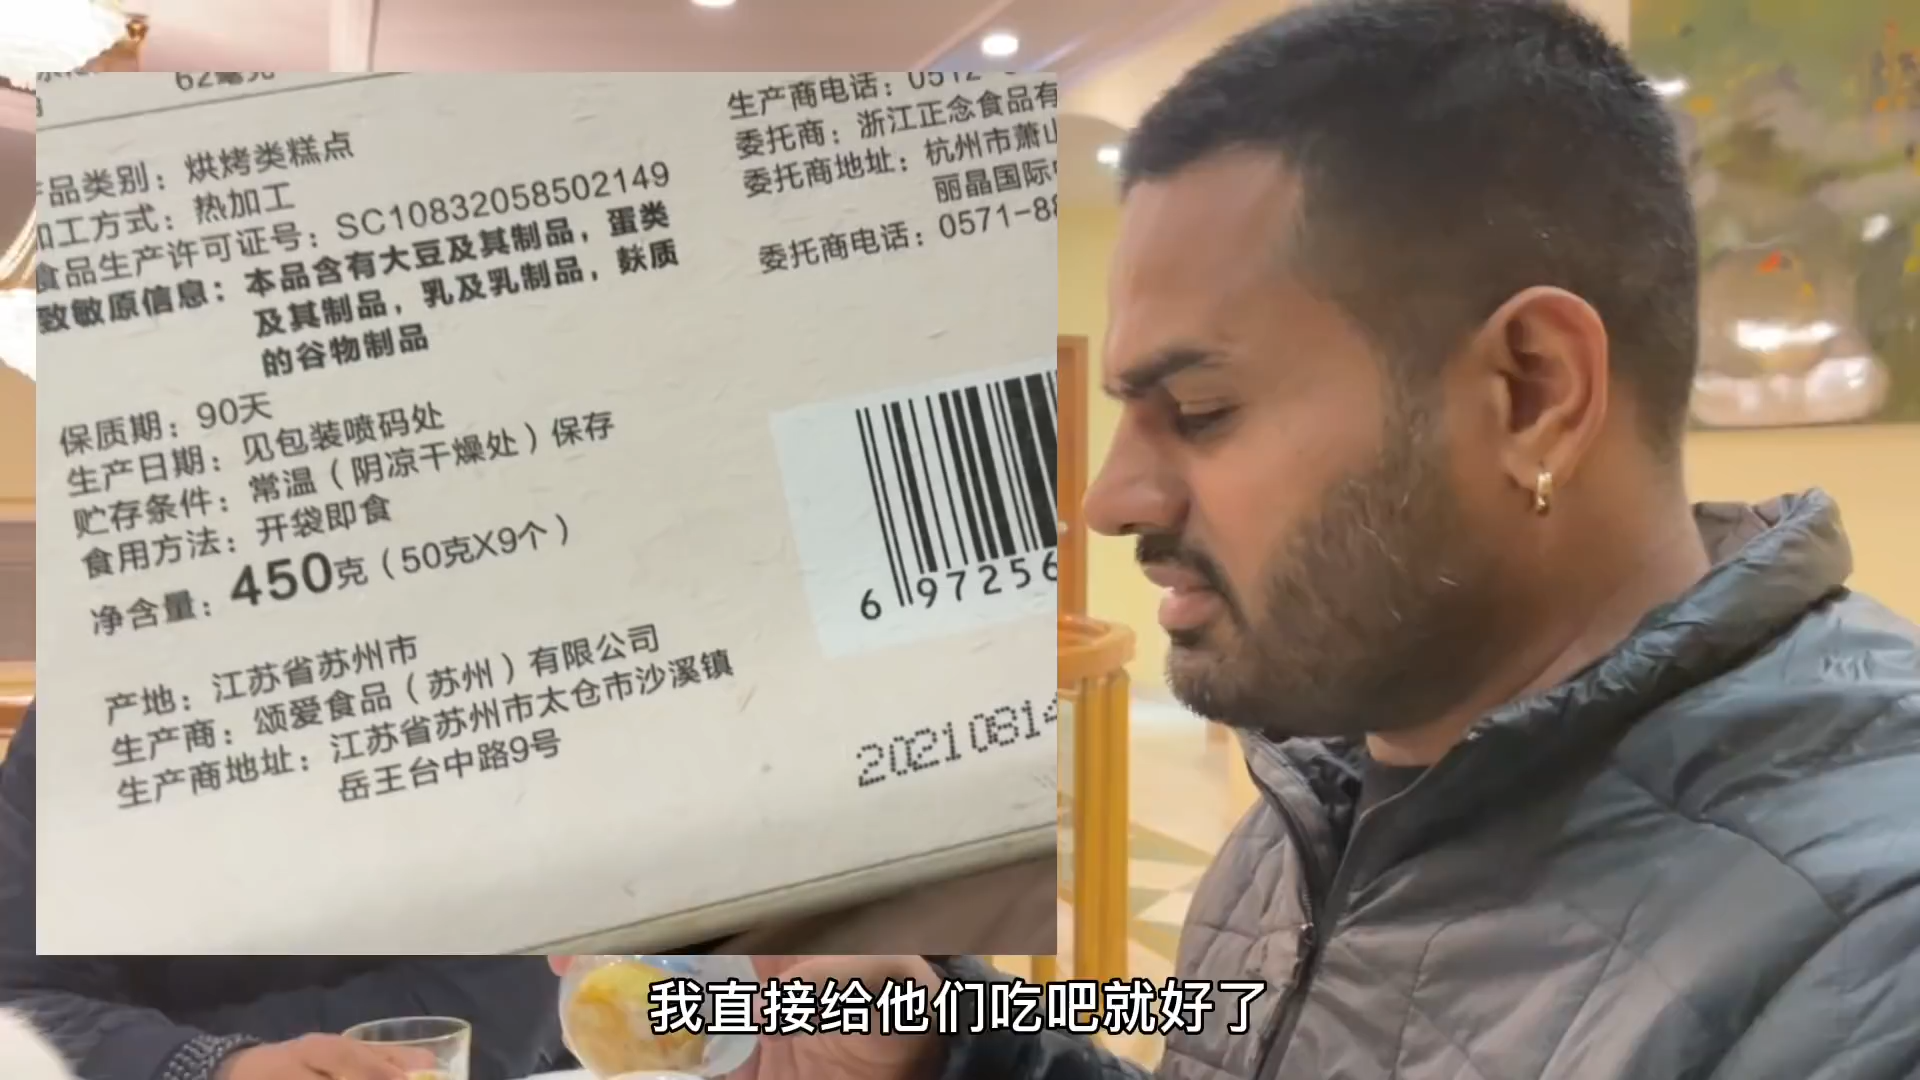 62毫克
产品类别：烘烤类糕点
加工方式：热加工
食品生产许可证号：SC10832058502149
致敏原信息：本品含有大豆及其制品，蛋类
及其制品，乳及乳制品，麸质
的谷物制品
保质期：90天
生产日期：见包装喷码处
贮存条件：常温（阴凉干燥处）保存
食用方法：开袋即食
净含量：450克（50克X9个）
产地：江苏省苏州市
生产商：颂爱食品（苏州）有限公司
生产商地址：江苏省苏州市太仓市沙溪镇
岳王台中路9号
生产商电话：0512-
委托商：浙江正念食品有
委托商地址：杭州市萧山
丽晶国际
委托商电话：0571-88
6 97256
20210814
我直接给他们吃吧就好了